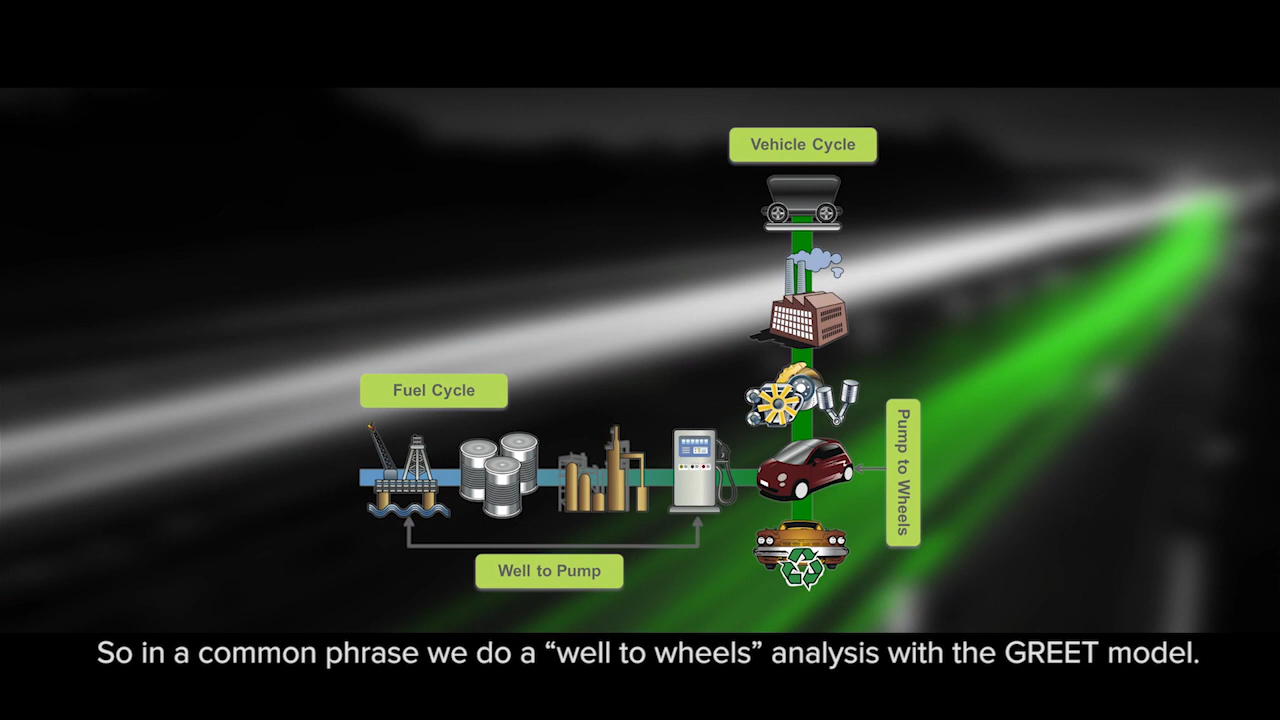 Vehicle Cycle
Fuel Cycle
Pump to Wheels
Well to Pump
So in a common phrase we do a “well to wheels” analysis with the GREET model.